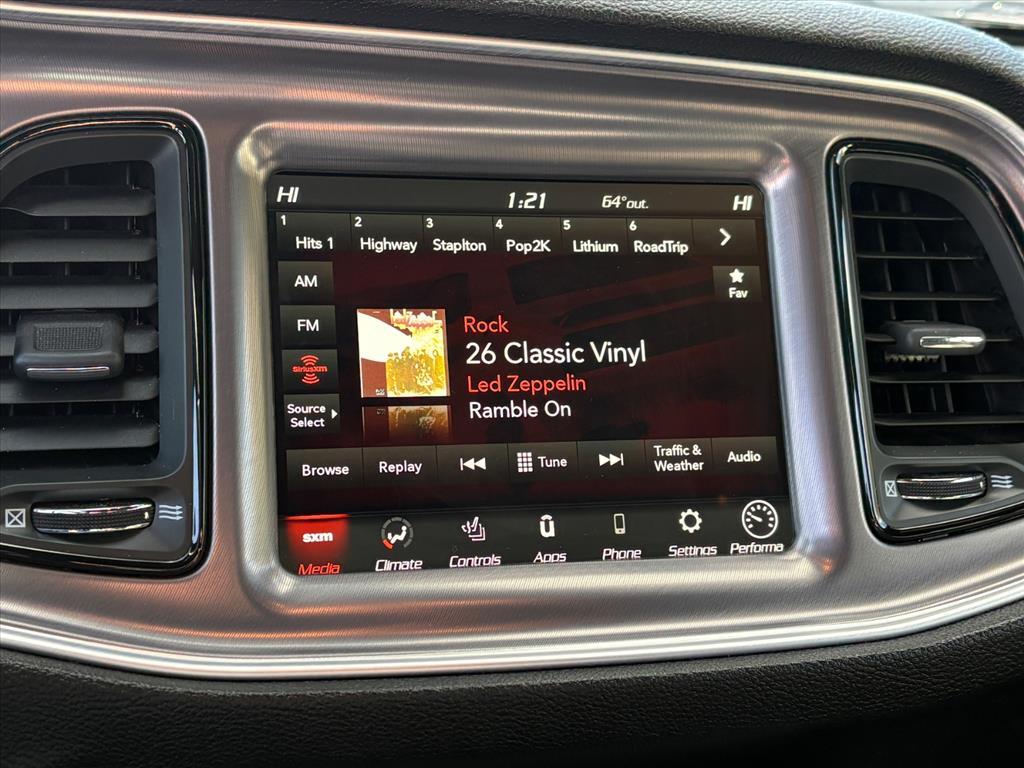 HI 1:21 64°out. HI
1 Hits 1
2 Highway
3 Staplton
4 Pop2K
5 Lithium
6 RoadTrip
AM
Fav
FM
SiriusXM
Source
Select
Rock
26 Classic Vinyl
Led Zeppelin
Ramble On
Browse
Replay
Tune
Traffic &
Weather
Audio
sxm
Media
Climate
Controls
Apps
Phone
Settings
Performa